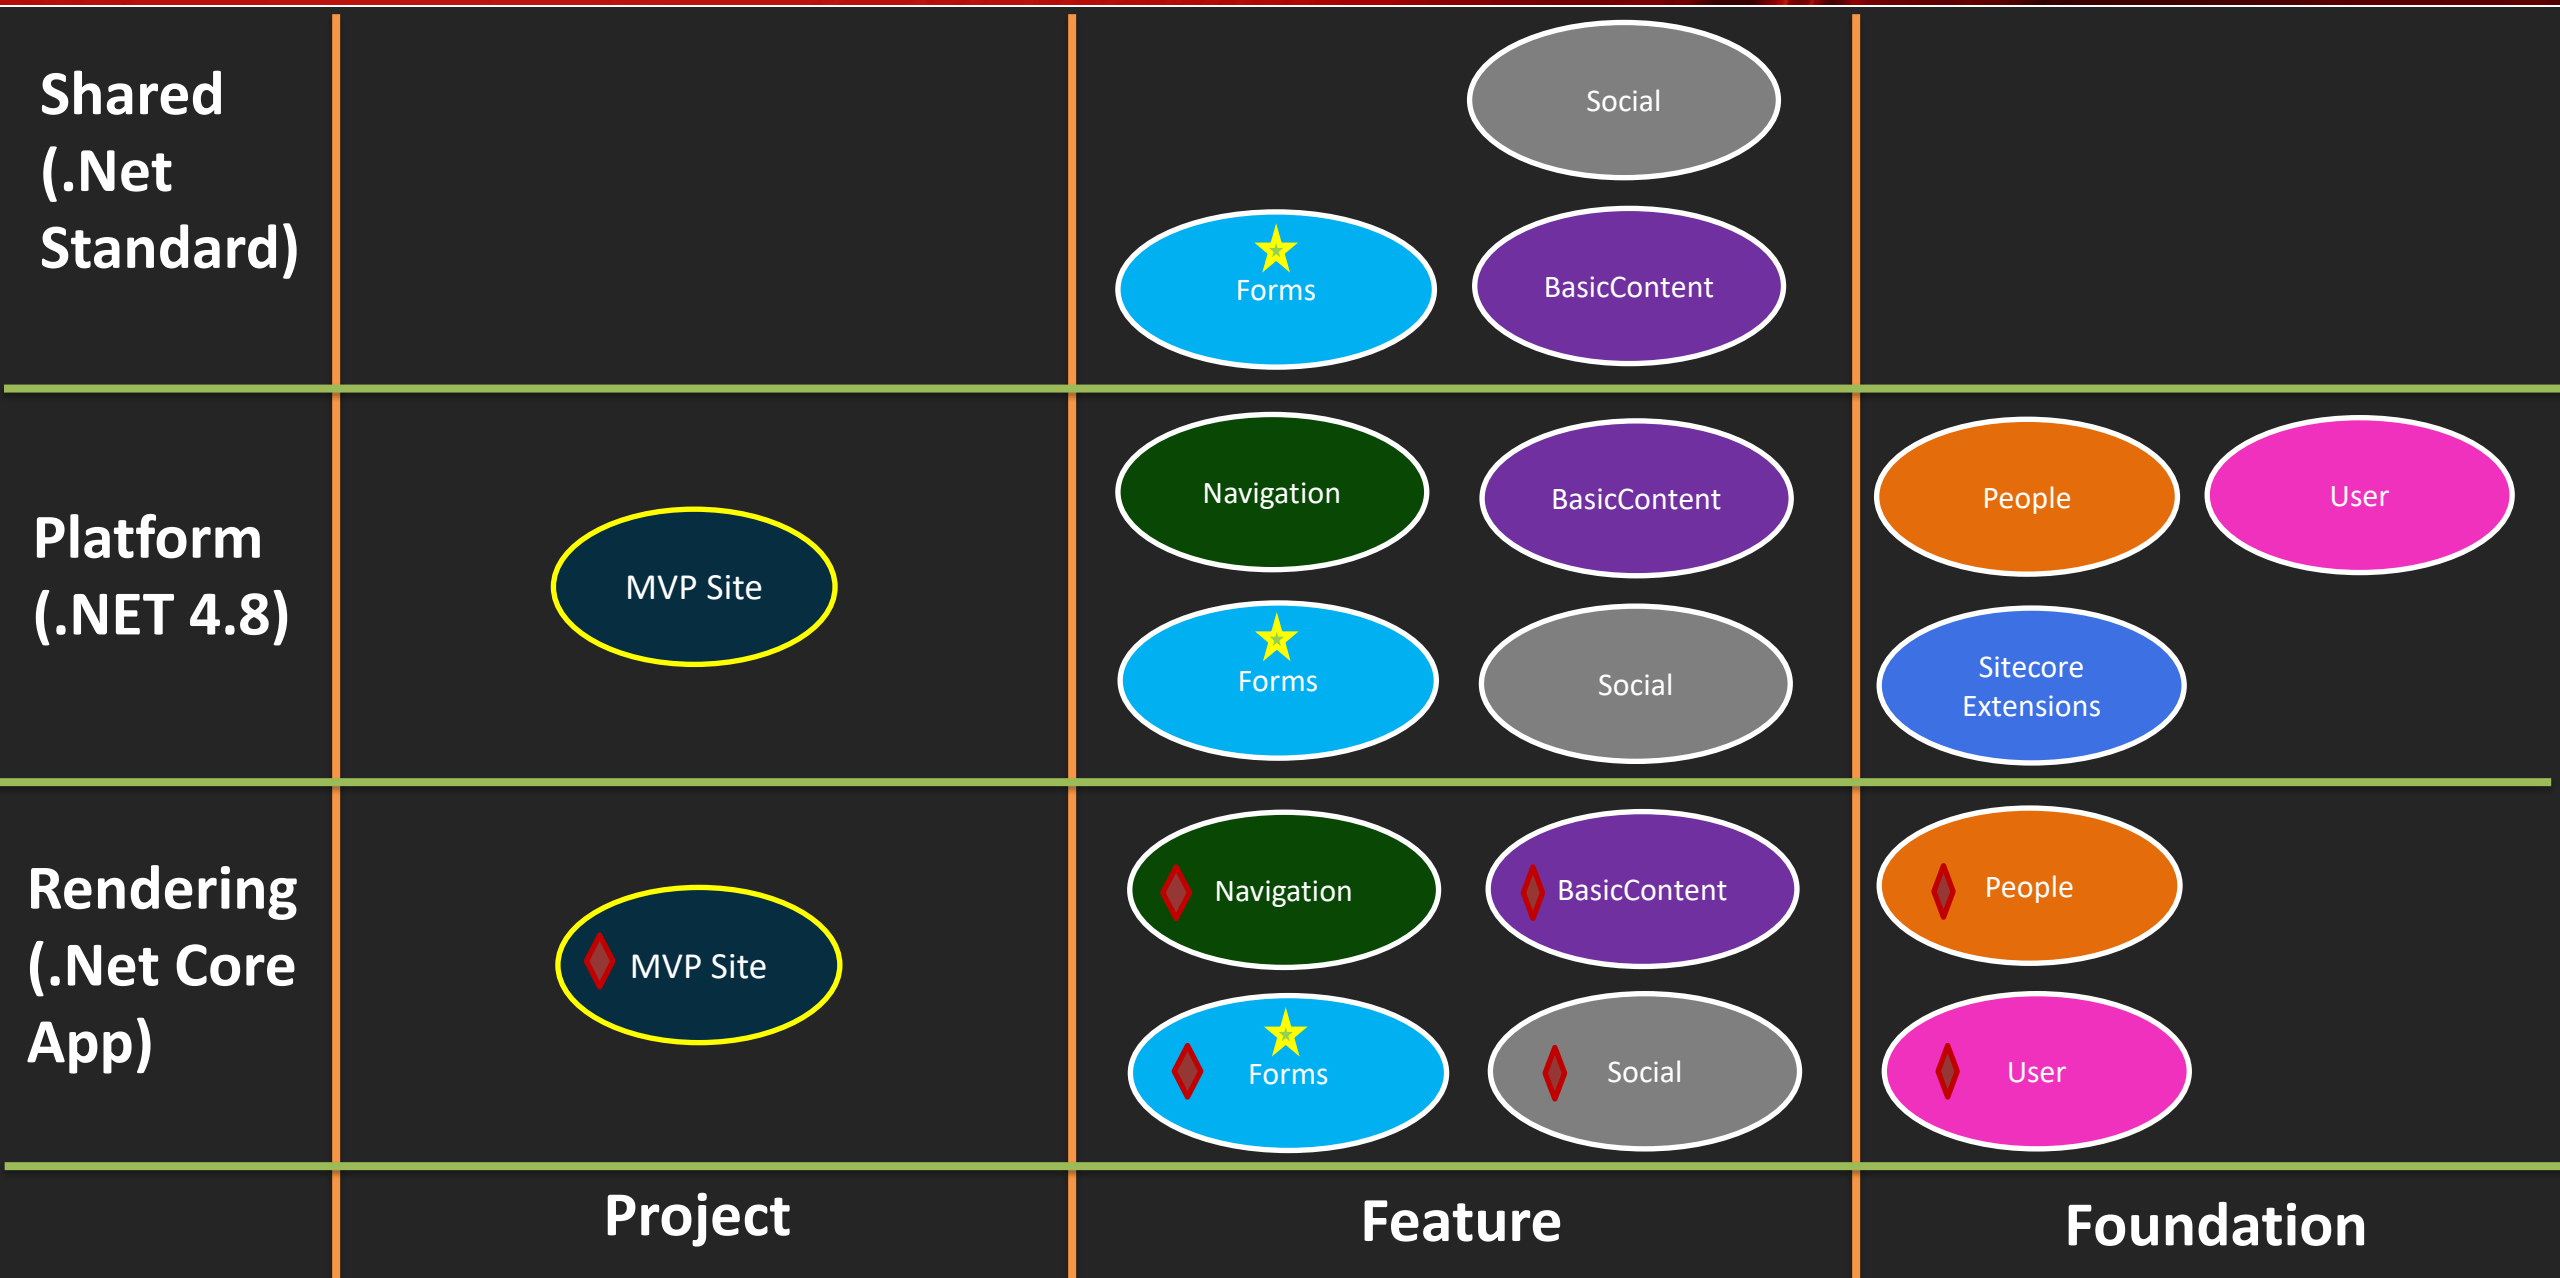 Shared
(.Net
Standard)
Social
Forms
BasicContent
Platform
(.NET 4.8)
MVP Site
Navigation
BasicContent
Forms
Social
People
User
Sitecore
Extensions
Rendering
(.Net Core
App)
MVP Site
Navigation
BasicContent
Forms
Social
People
User
Project
Feature
Foundation